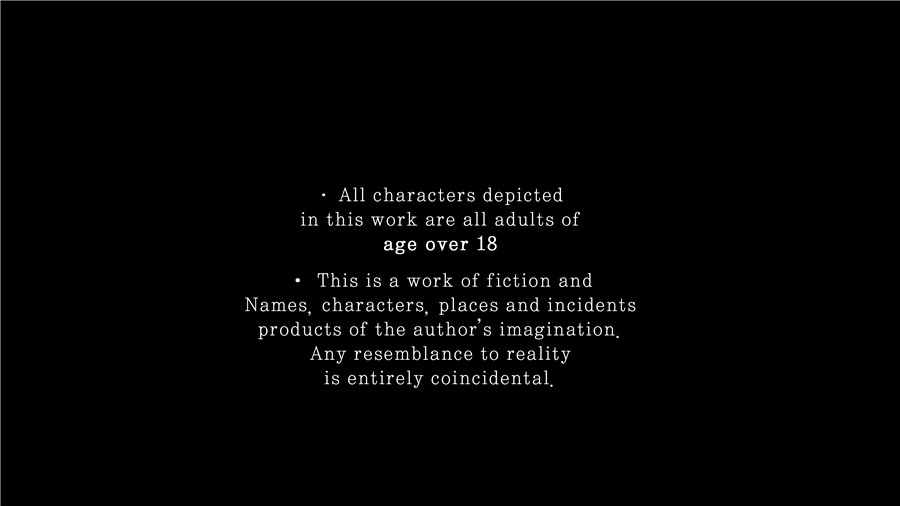 · All characters depicted
in this work are all adults of
age over 18
· This is a work of fiction and
Names, characters, places and incidents
products of the author's imagination.
Any resemblance to reality
is entirely coincidental.